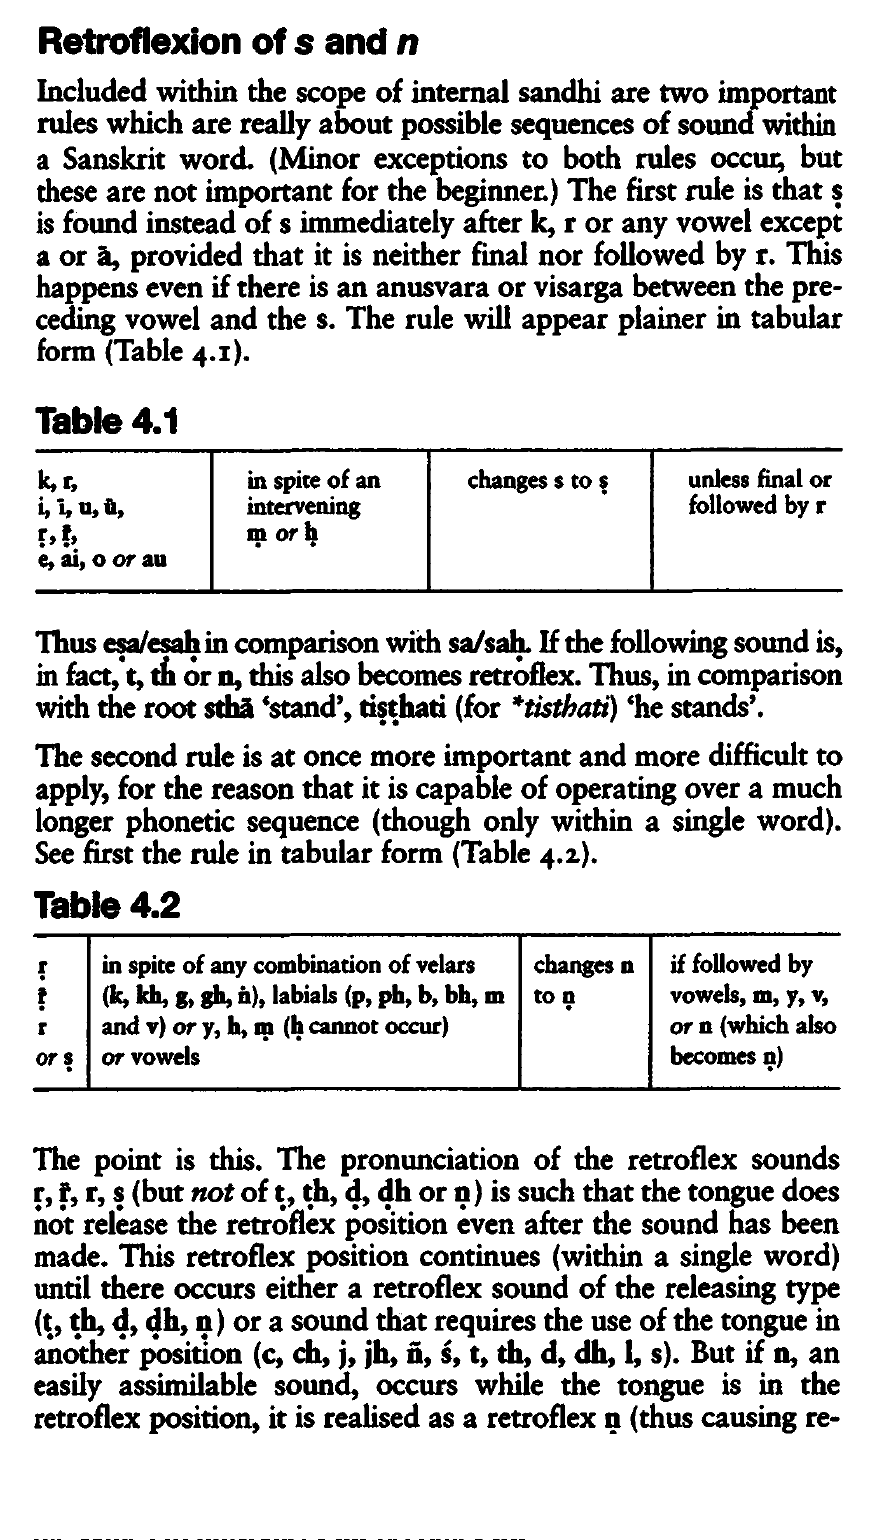 Retroflexion of s and n
Included within the scope of internal sandhi are two important
rules which are really about possible sequences of sound within
a Sanskrit word. (Minor exceptions to both rules occur, but
these are not important for the beginner.) The first rule is that ṣ
is found instead of s immediately after k, r or any vowel except
a or ā, provided that it is neither final nor followed by r. This
happens even if there is an anusvara or visarga between the pre-
ceding vowel and the s. The rule will appear plainer in tabular
form (Table 4.1).
Table 4.1
k, r,
i, ī, u, ū,
ṛ, ṝ,
e, ai, o or au
in spite of an
intervening
ṃ or ḥ
changes s to ṣ
unless final or
followed by r
Thus eṣa/eṣaḥ in comparison with sa/saḥ. If the following sound is,
in fact, t, th or n, this also becomes retroflex. Thus, in comparison
with the root sthā ‘stand’, tiṣṭhati (for *tisthati) ‘he stands’.
The second rule is at once more important and more difficult to
apply, for the reason that it is capable of operating over a much
longer phonetic sequence (though only within a single word).
See first the rule in tabular form (Table 4.2).
Table 4.2
ṛ
ṝ
r
or ṣ
in spite of any combination of velars
(k, kh, g, gh, ṅ), labials (p, ph, b, bh, m
and v) or y, h, ṃ (ḥ cannot occur)
or vowels
changes n
to ṇ
if followed by
vowels, m, y, v,
or n (which also
becomes ṇ)
The point is this. The pronunciation of the retroflex sounds
ṛ, ṝ, r, ṣ (but not of ṭ, ṭh, ḍ, ḍh or ṇ) is such that the tongue does
not release the retroflex position even after the sound has been
made. This retroflex position continues (within a single word)
until there occurs either a retroflex sound of the releasing type
(ṭ, ṭh, ḍ, ḍh, ṇ) or a sound that requires the use of the tongue in
another position (c, ch, j, jh, ñ, ś, t, th, d, dh, l, s). But if n, an
easily assimilable sound, occurs while the tongue is in the
retroflex position, it is realised as a retroflex ṇ (thus causing re-